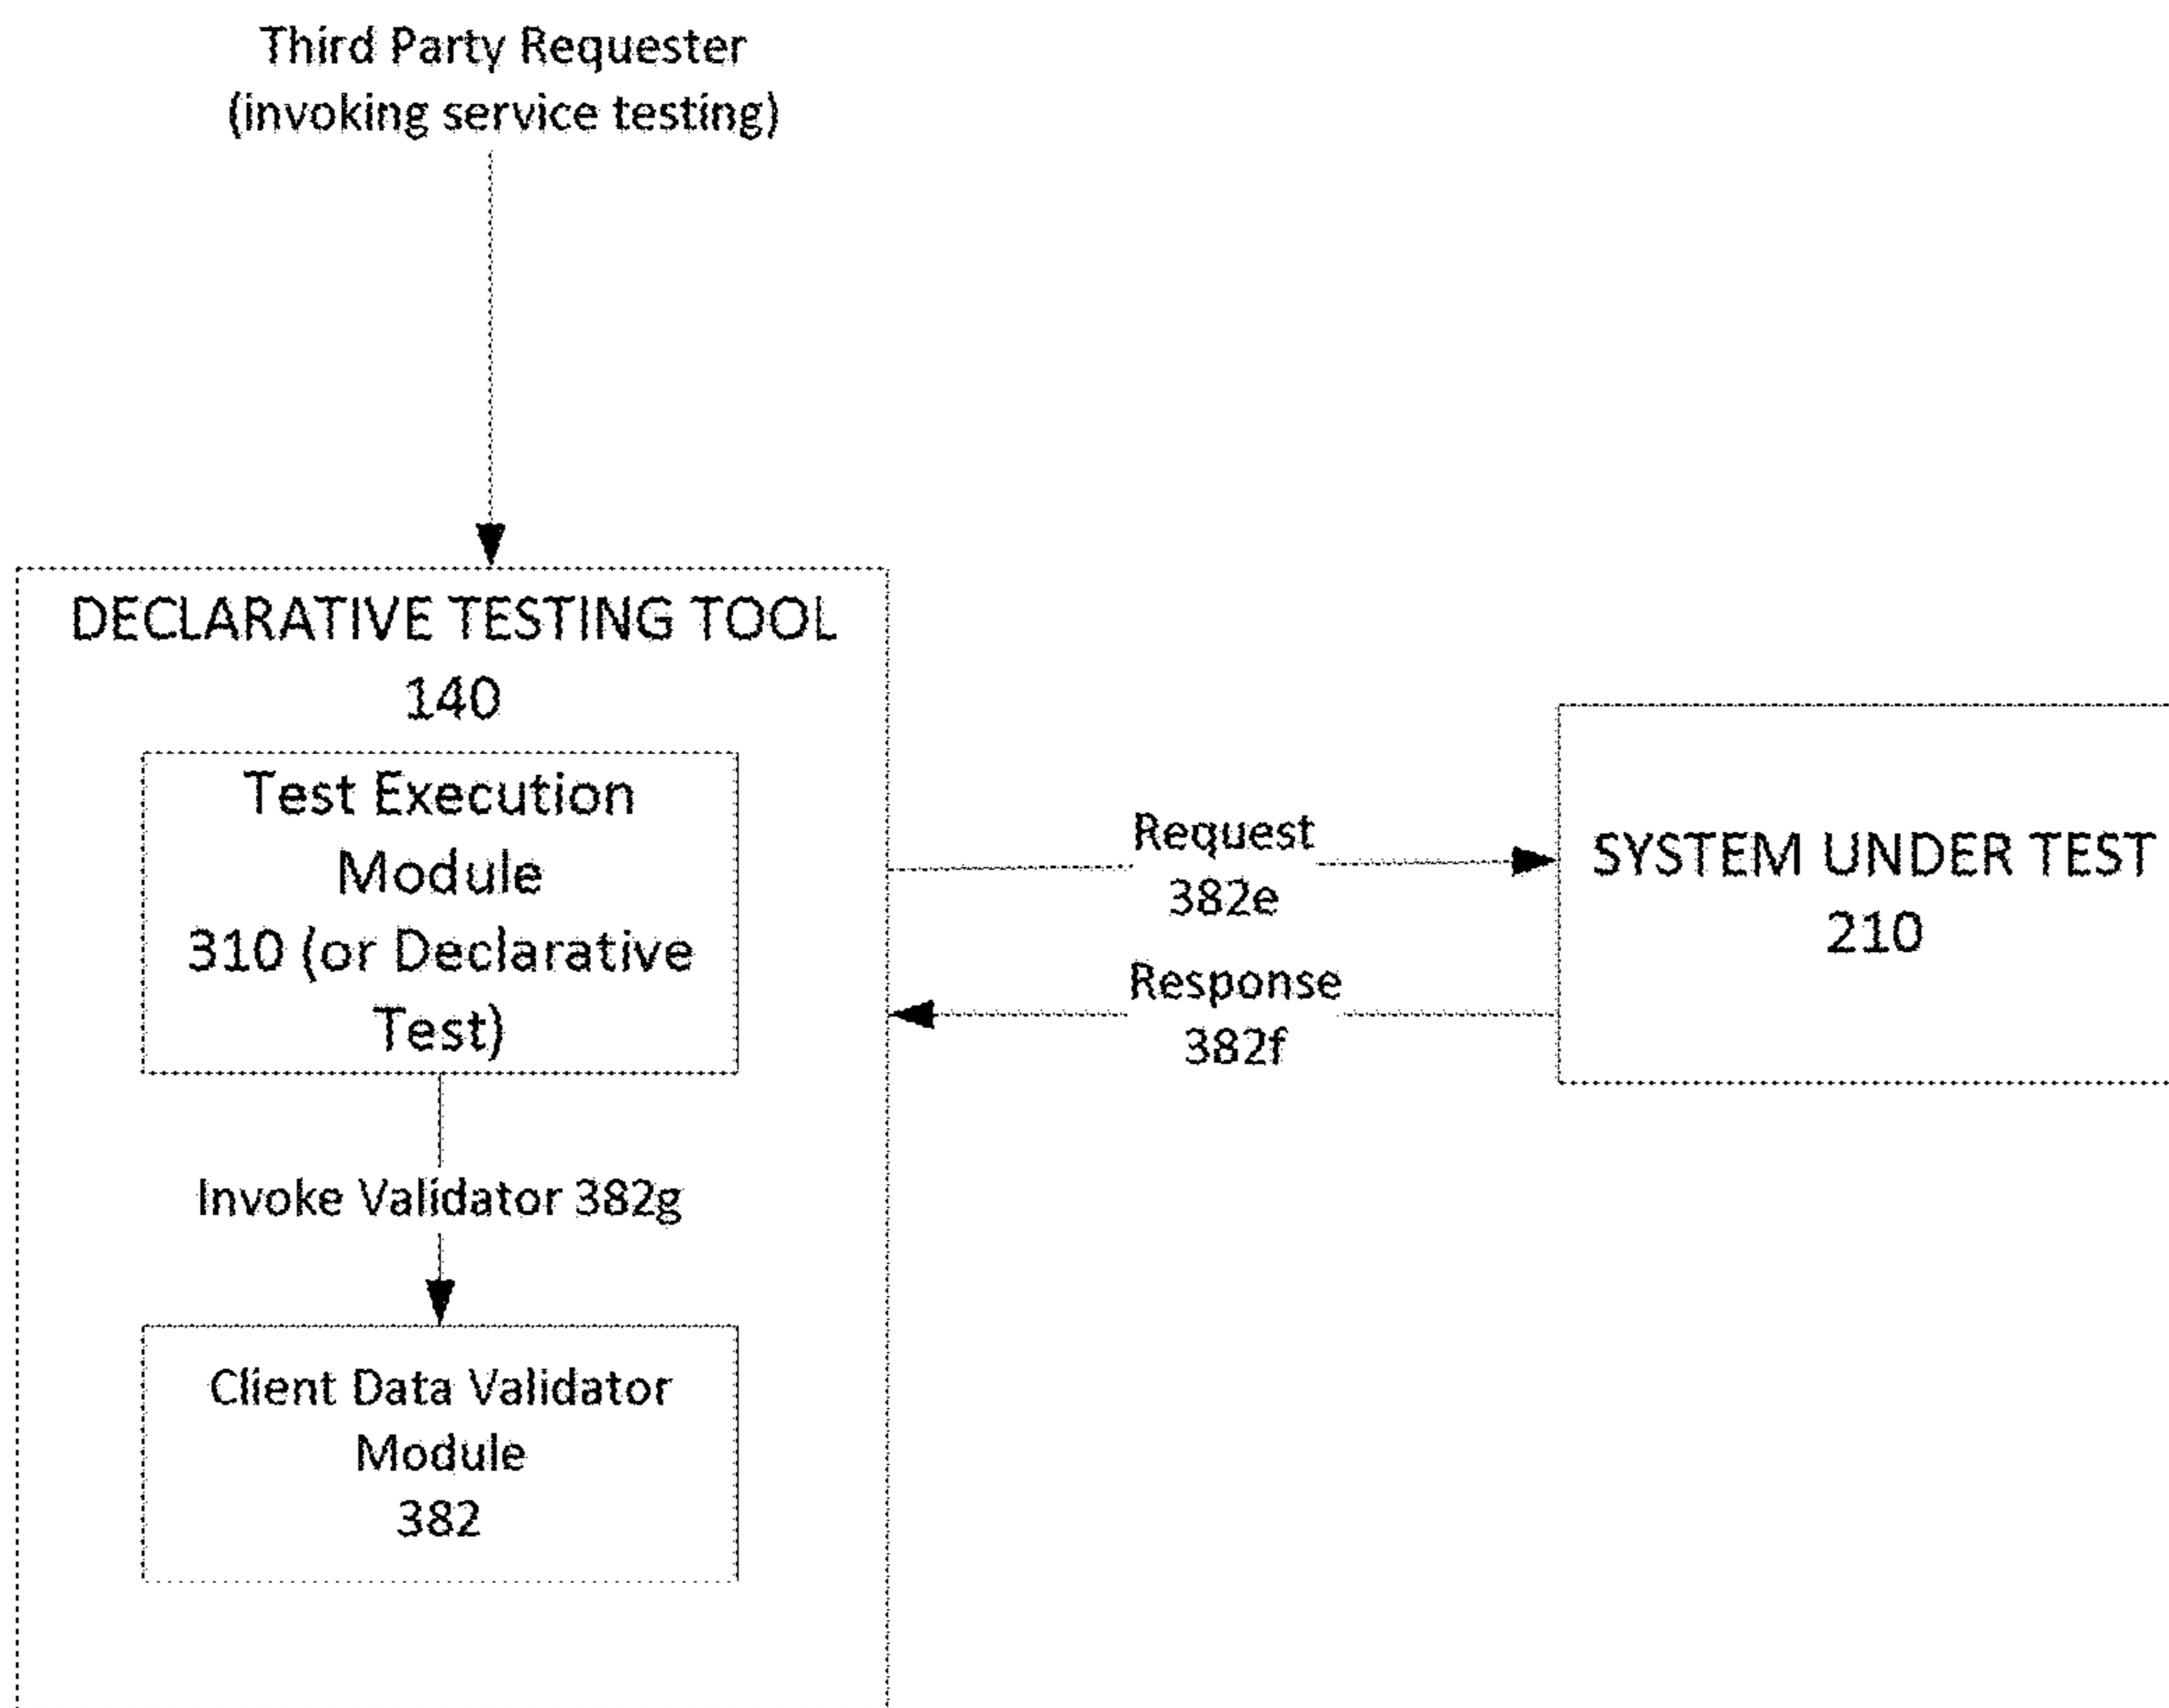 Third Party Requester
(invoking service testing)
DECLARATIVE TESTING TOOL
140
Test Execution
Module
310 (or Declarative
Test)
Invoke Validator 382g
Client Data Validator
Module
382
Request
382e
Response
382f
SYSTEM UNDER TEST
210